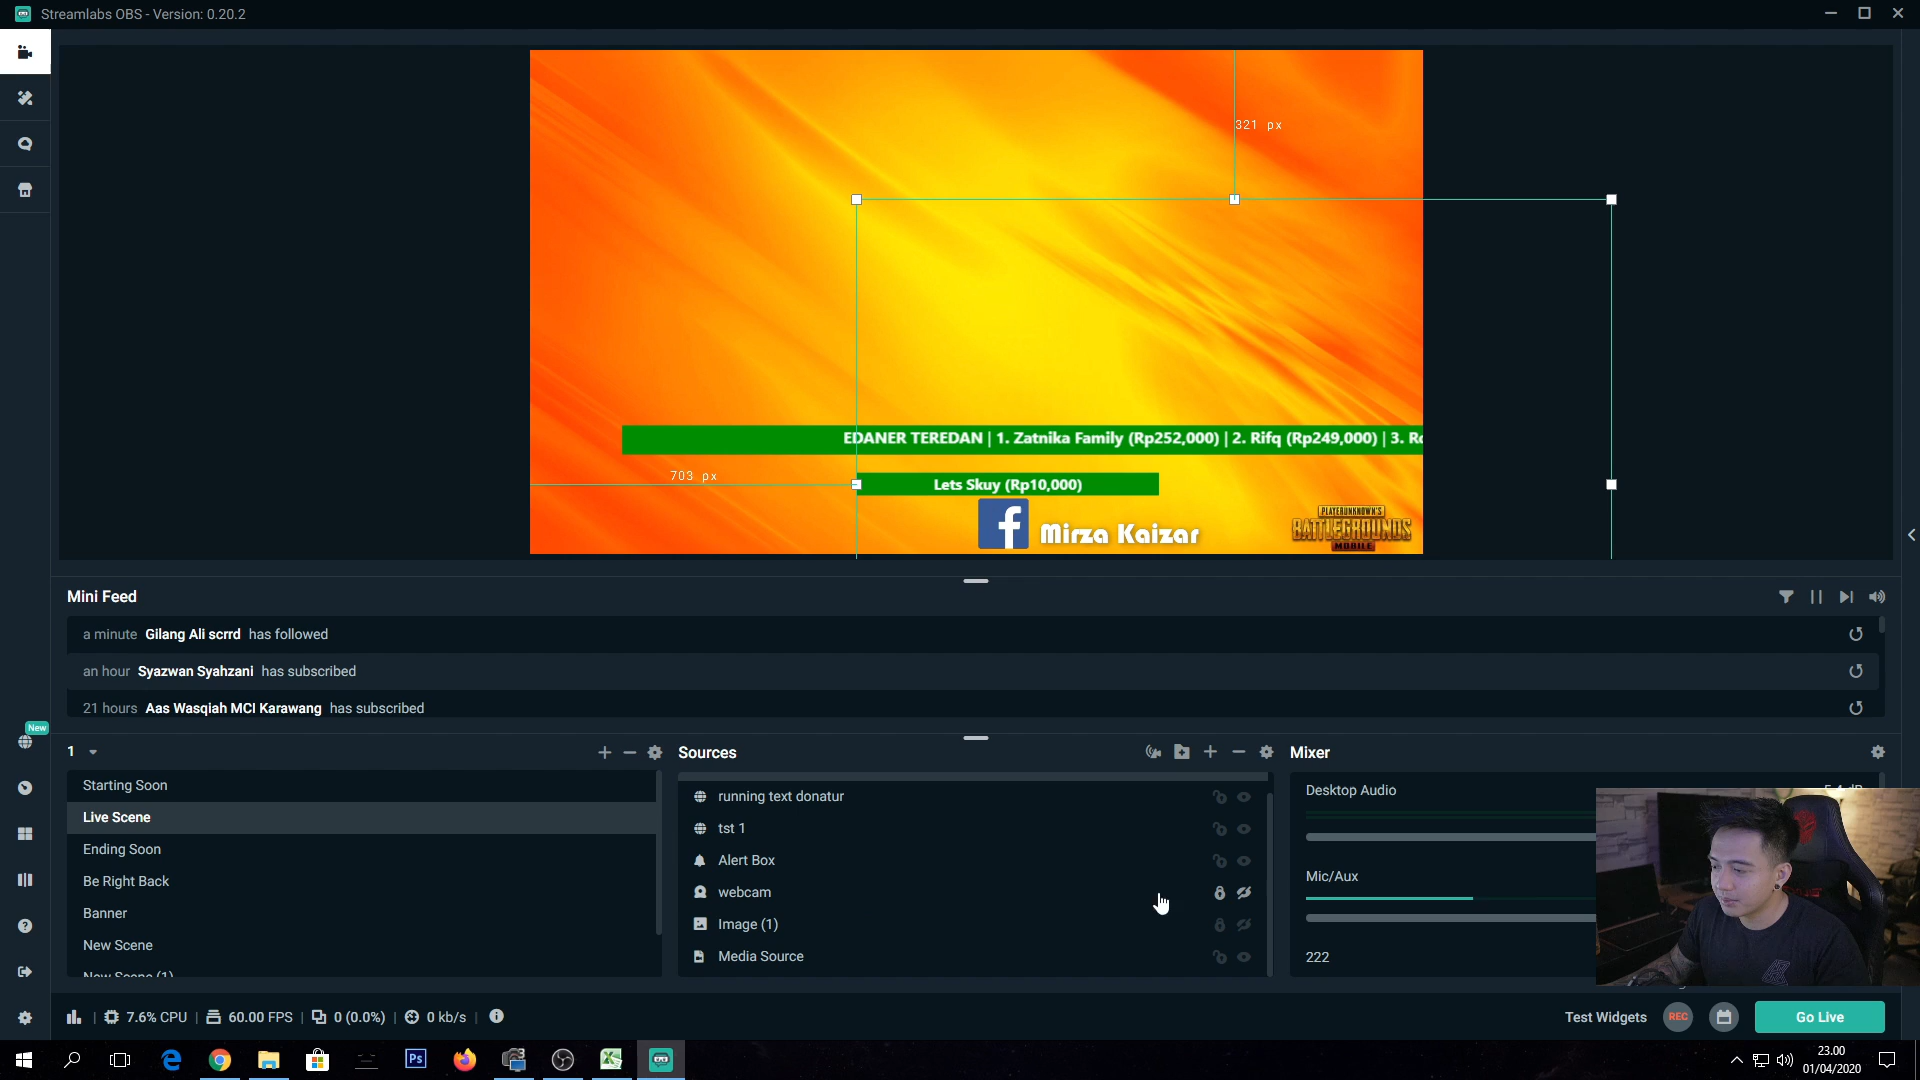 Streamlabs OBS - Version: 0.20.2
321 px
EDANER TEREDAN | 1. Zatnika Family (Rp252,000) | 2. Rifq (Rp249,000) | 3. Ro
703 px
Lets Skuy (Rp10,000)
f Mirza Kaizar
PLAYERUNKNOWN'S
BATTLEGROUNDS
MOBILE
Mini Feed
a minute Gilang Ali scrrd has followed
an hour Syazwan Syahzani has subscribed
21 hours Aas Wasqiah MCI Karawang has subscribed
New
1
Sources
Mixer
Starting Soon
Live Scene
Ending Soon
Be Right Back
Banner
New Scene
New Scene (1)
running text donatur
tst 1
Alert Box
webcam
Image (1)
Media Source
Desktop Audio
Mic/Aux
222
7.6% CPU | 60.00 FPS | 0 (0.0%) | 0 kb/s
Test Widgets
REC
Go Live
Ps
23.00
01/04/2020